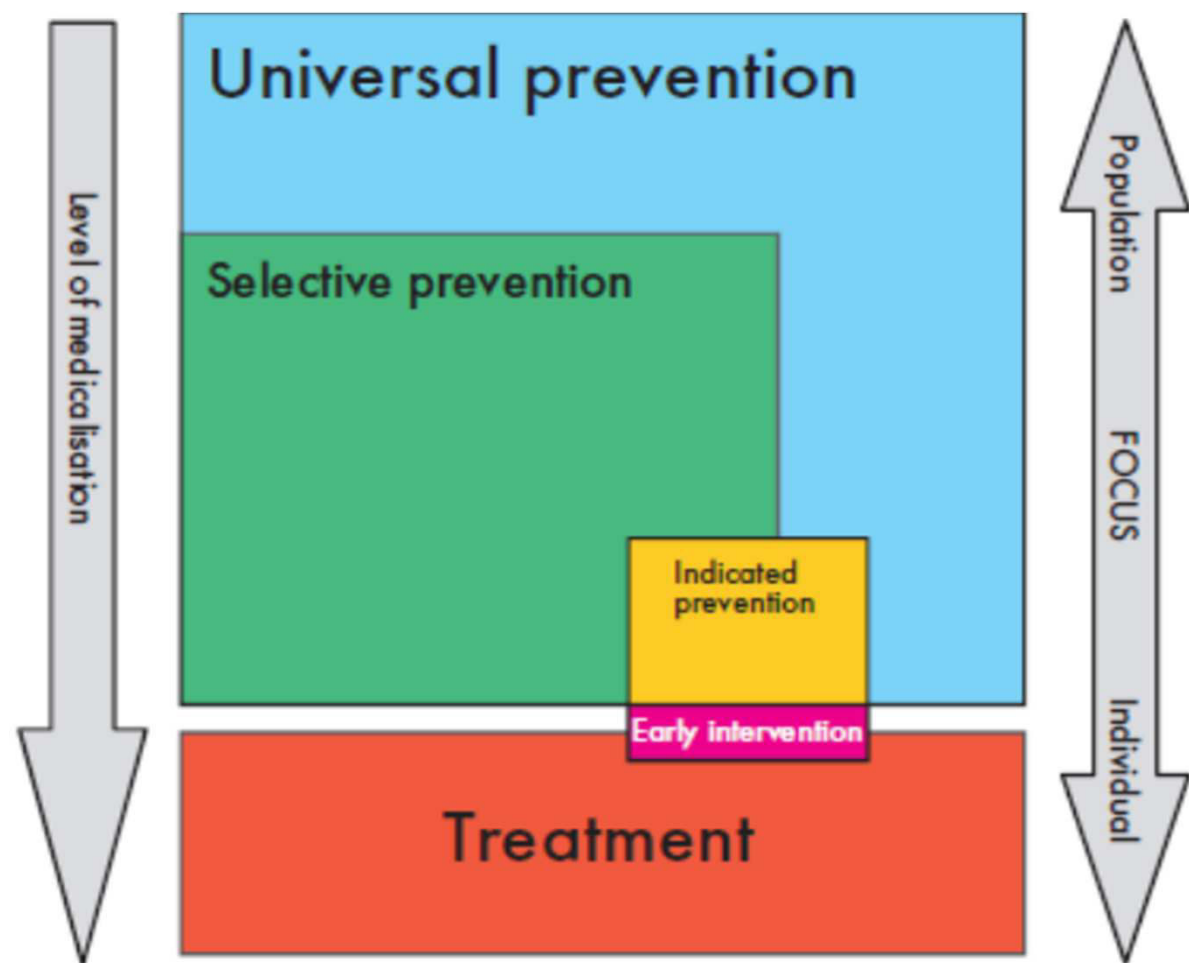 Universal prevention
Level of medicalisation
Population
Selective prevention
FOCUS
Indicated
prevention
Individual
Early intervention
Treatment